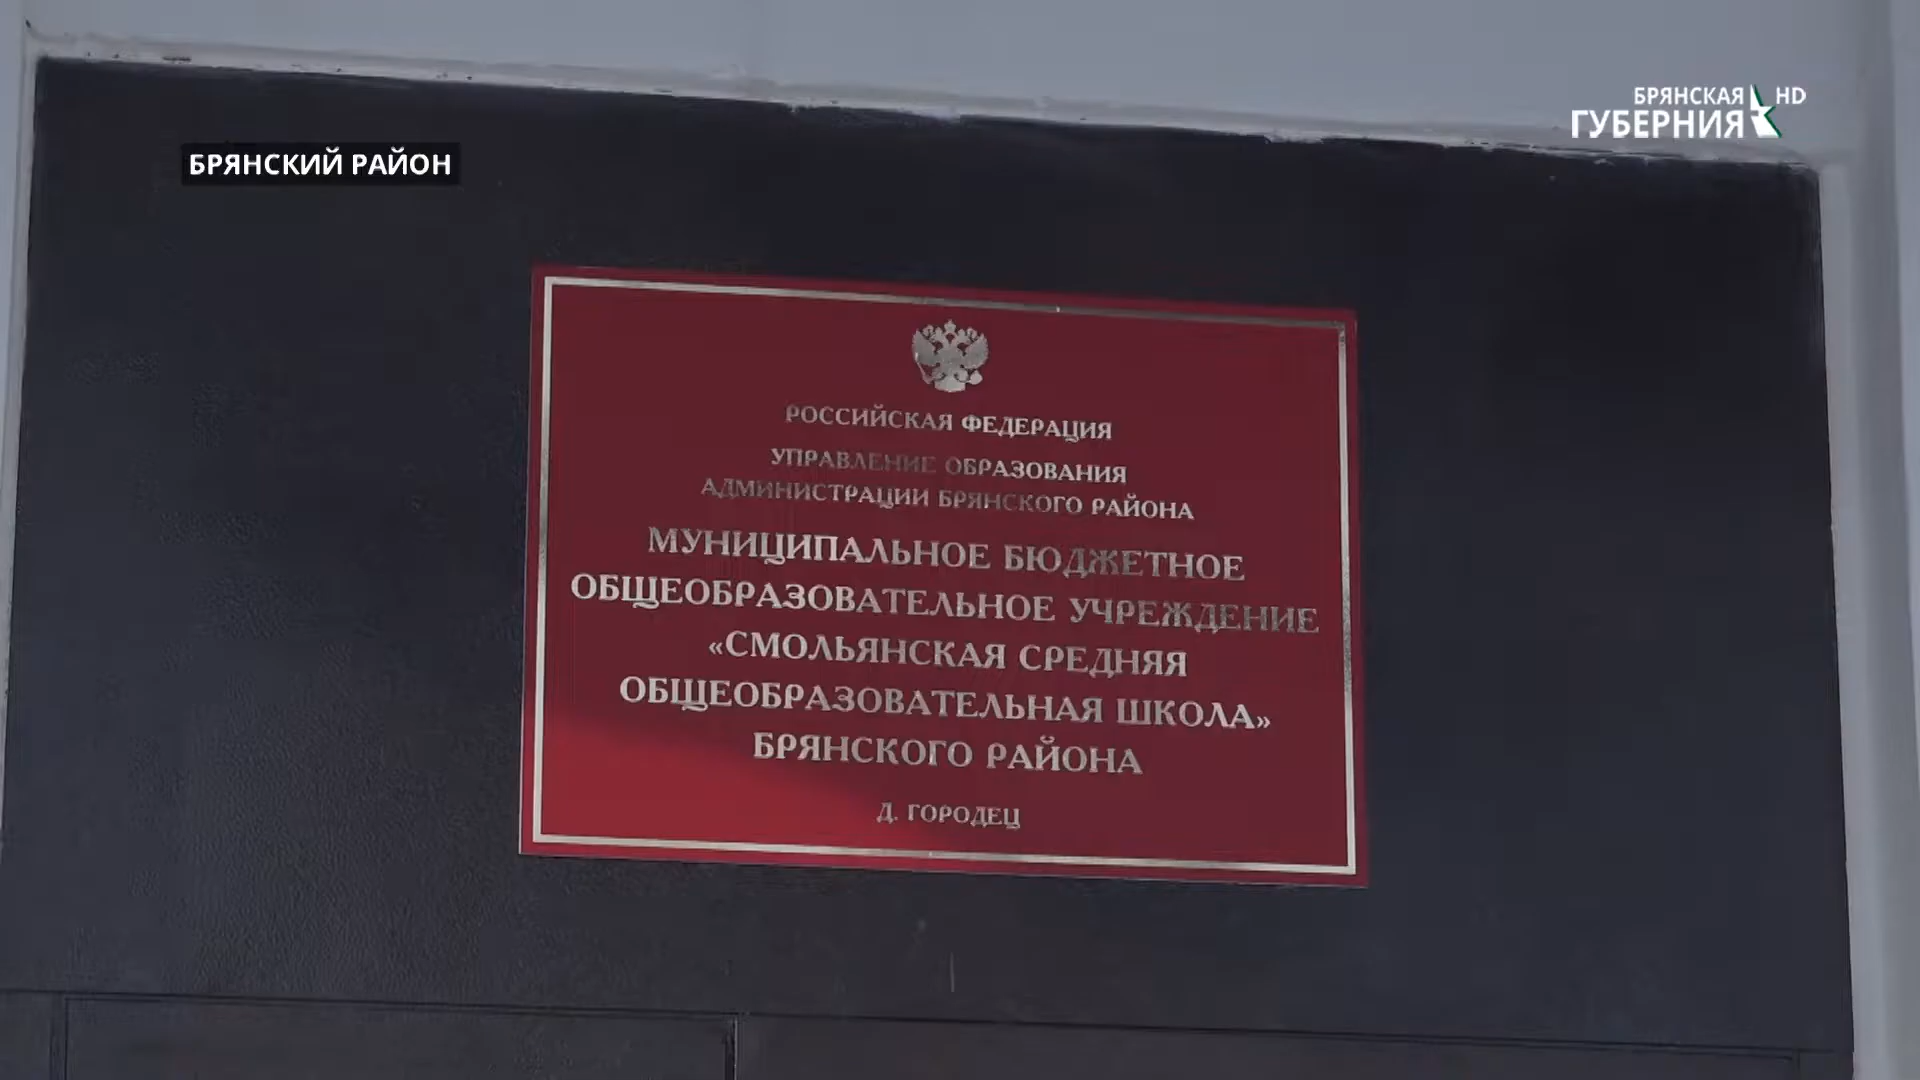 БРЯНСКАЯ HD
ГУБЕРНИЯ
БРЯНСКИЙ РАЙОН
РОССИЙСКАЯ ФЕДЕРАЦИЯ
УПРАВЛЕНИЕ ОБРАЗОВАНИЯ
АДМИНИСТРАЦИИ БРЯНСКОГО РАЙОНА
МУНИЦИПАЛЬНОЕ БЮДЖЕТНОЕ
ОБЩЕОБРАЗОВАТЕЛЬНОЕ УЧРЕЖДЕНИЕ
«СМОЛЬЯНСКАЯ СРЕДНЯЯ
ОБЩЕОБРАЗОВАТЕЛЬНАЯ ШКОЛА»
БРЯНСКОГО РАЙОНА
Д. ГОРОДЕЦ